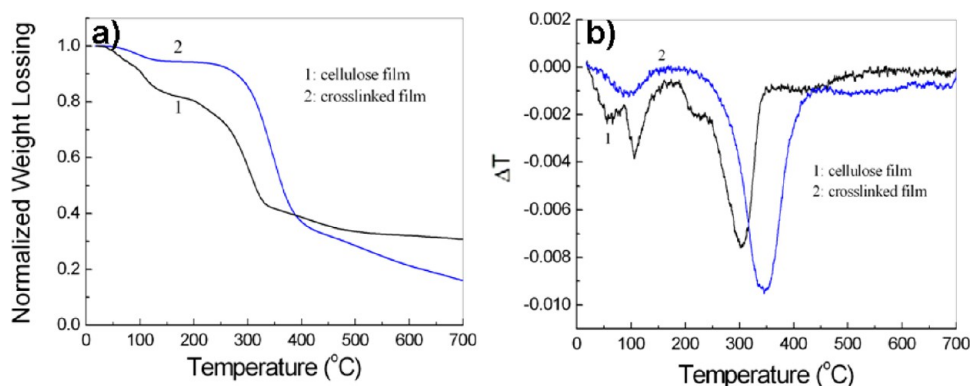 a)
Normalized Weight Lossing
1.0
0.8
0.6
0.4
0.2
0.0
2
1
1: cellulose film
2: crosslinked film
0 100 200 300 400 500 600 700
Temperature (°C)
b)
ΔT
0.002
0.000
-0.002
-0.004
-0.006
-0.008
-0.010
2
1
1: cellulose film
2: crosslinked film
0 100 200 300 400 500 600 700
Temperature (°C)